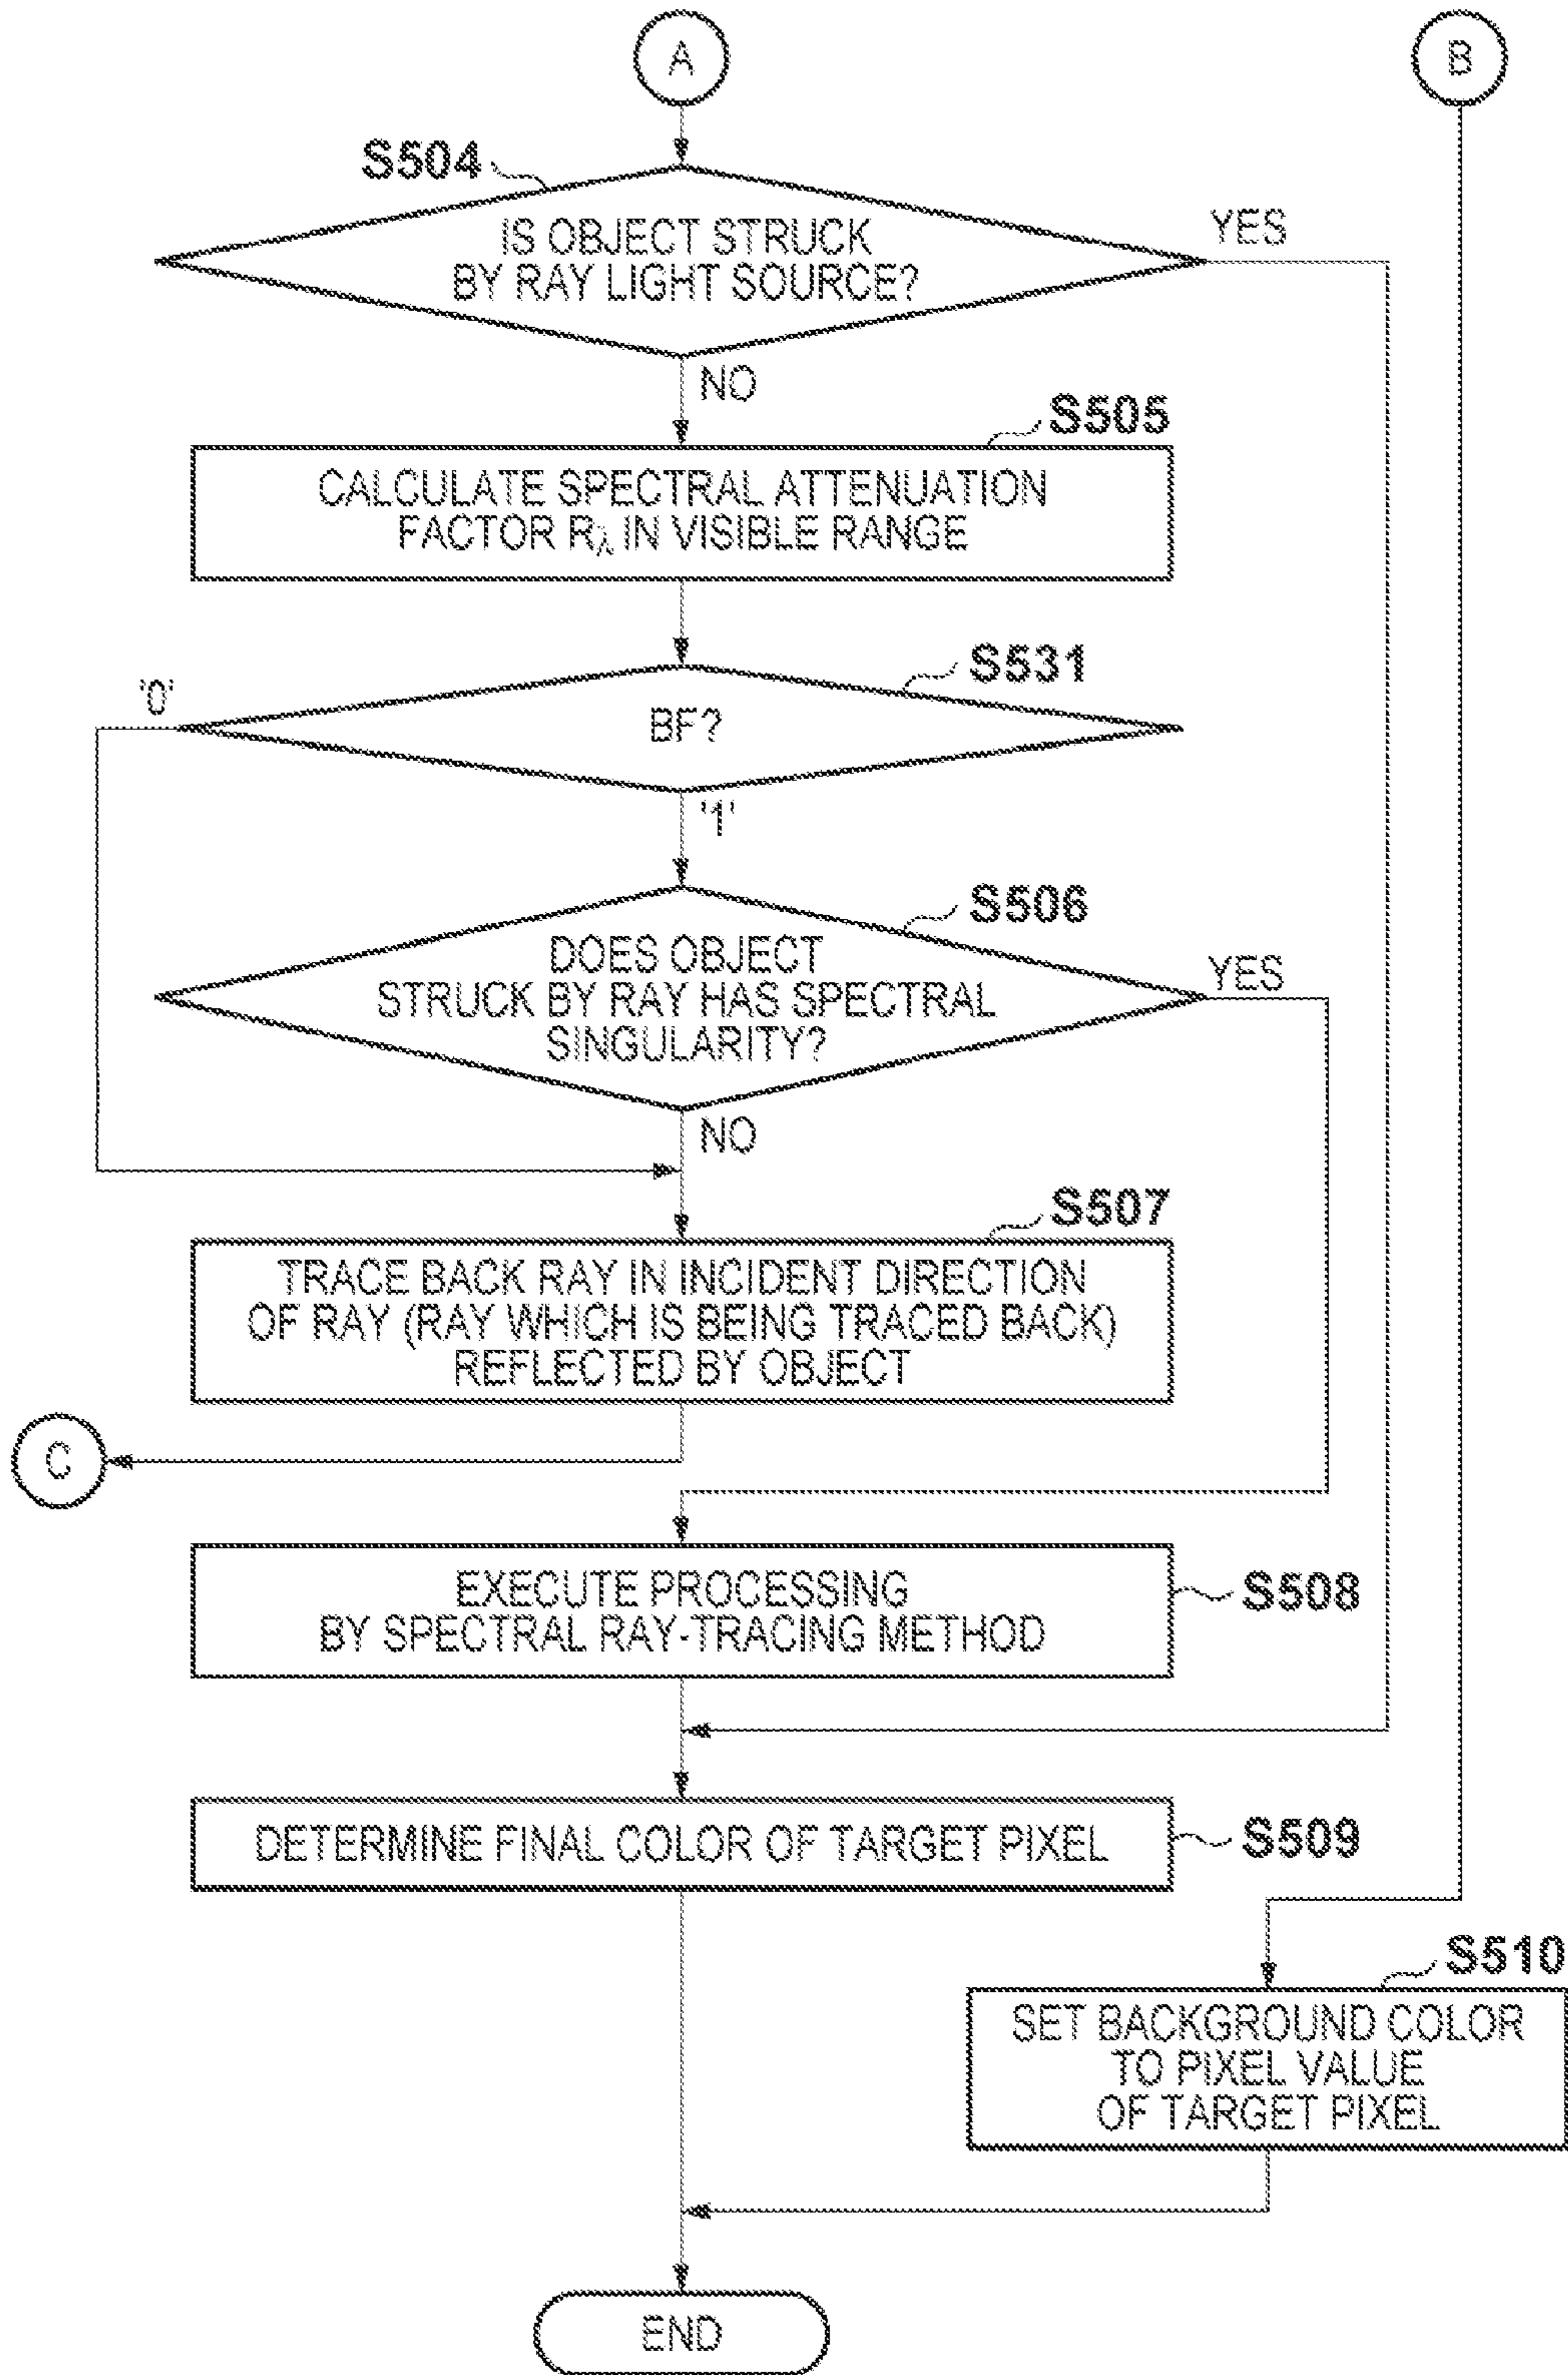 A
B
S504
IS OBJECT STRUCK
BY RAY LIGHT SOURCE?
YES
NO
S505
CALCULATE SPECTRAL ATTENUATION
FACTOR Rλ IN VISIBLE RANGE
S531
'0'
BF?
'1'
S506
DOES OBJECT
STRUCK BY RAY HAS SPECTRAL
SINGULARITY?
YES
NO
S507
TRACE BACK RAY IN INCIDENT DIRECTION
OF RAY (RAY WHICH IS BEING TRACED BACK)
REFLECTED BY OBJECT
C
EXECUTE PROCESSING
BY SPECTRAL RAY-TRACING METHOD
S508
DETERMINE FINAL COLOR OF TARGET PIXEL
S509
S510
SET BACKGROUND COLOR
TO PIXEL VALUE
OF TARGET PIXEL
END